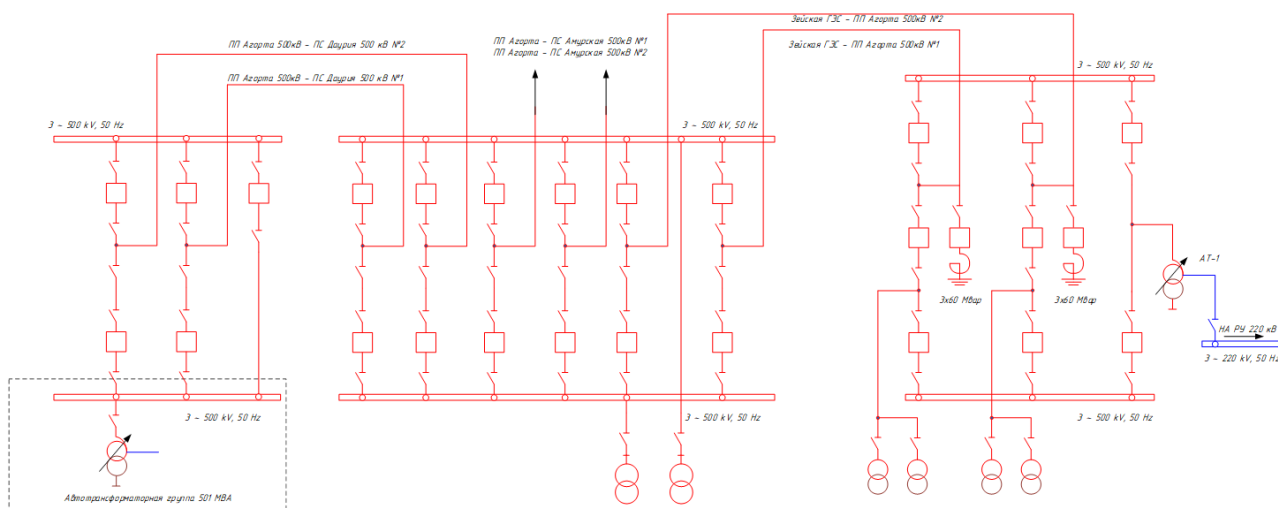 Зейская ГЭС - ПП Агорта 500кВ №2
ПП Агорта 500кВ - ПС Даурия 500 кВ №2
ПП Агорта - ПС Амурская 500кВ №1
ПП Агорта - ПС Амурская 500кВ №2
Зейская ГЭС - ПП Агорта 500кВ №1
ПП Агорта 500кВ - ПС Даурия 500 кВ №1
3 ~ 500 kV, 50 Hz
3 ~ 500 kV, 50 Hz
3 ~ 500 kV, 50 Hz
АТ-1
3х60 МВар
3х60 МВар
НА РУ 220 кВ
3 ~ 220 kV, 50 Hz
3 ~ 500 kV, 50 Hz
3 ~ 500 kV, 50 Hz
3 ~ 500 kV, 50 Hz
Автотрансформаторная группа 501 МВА